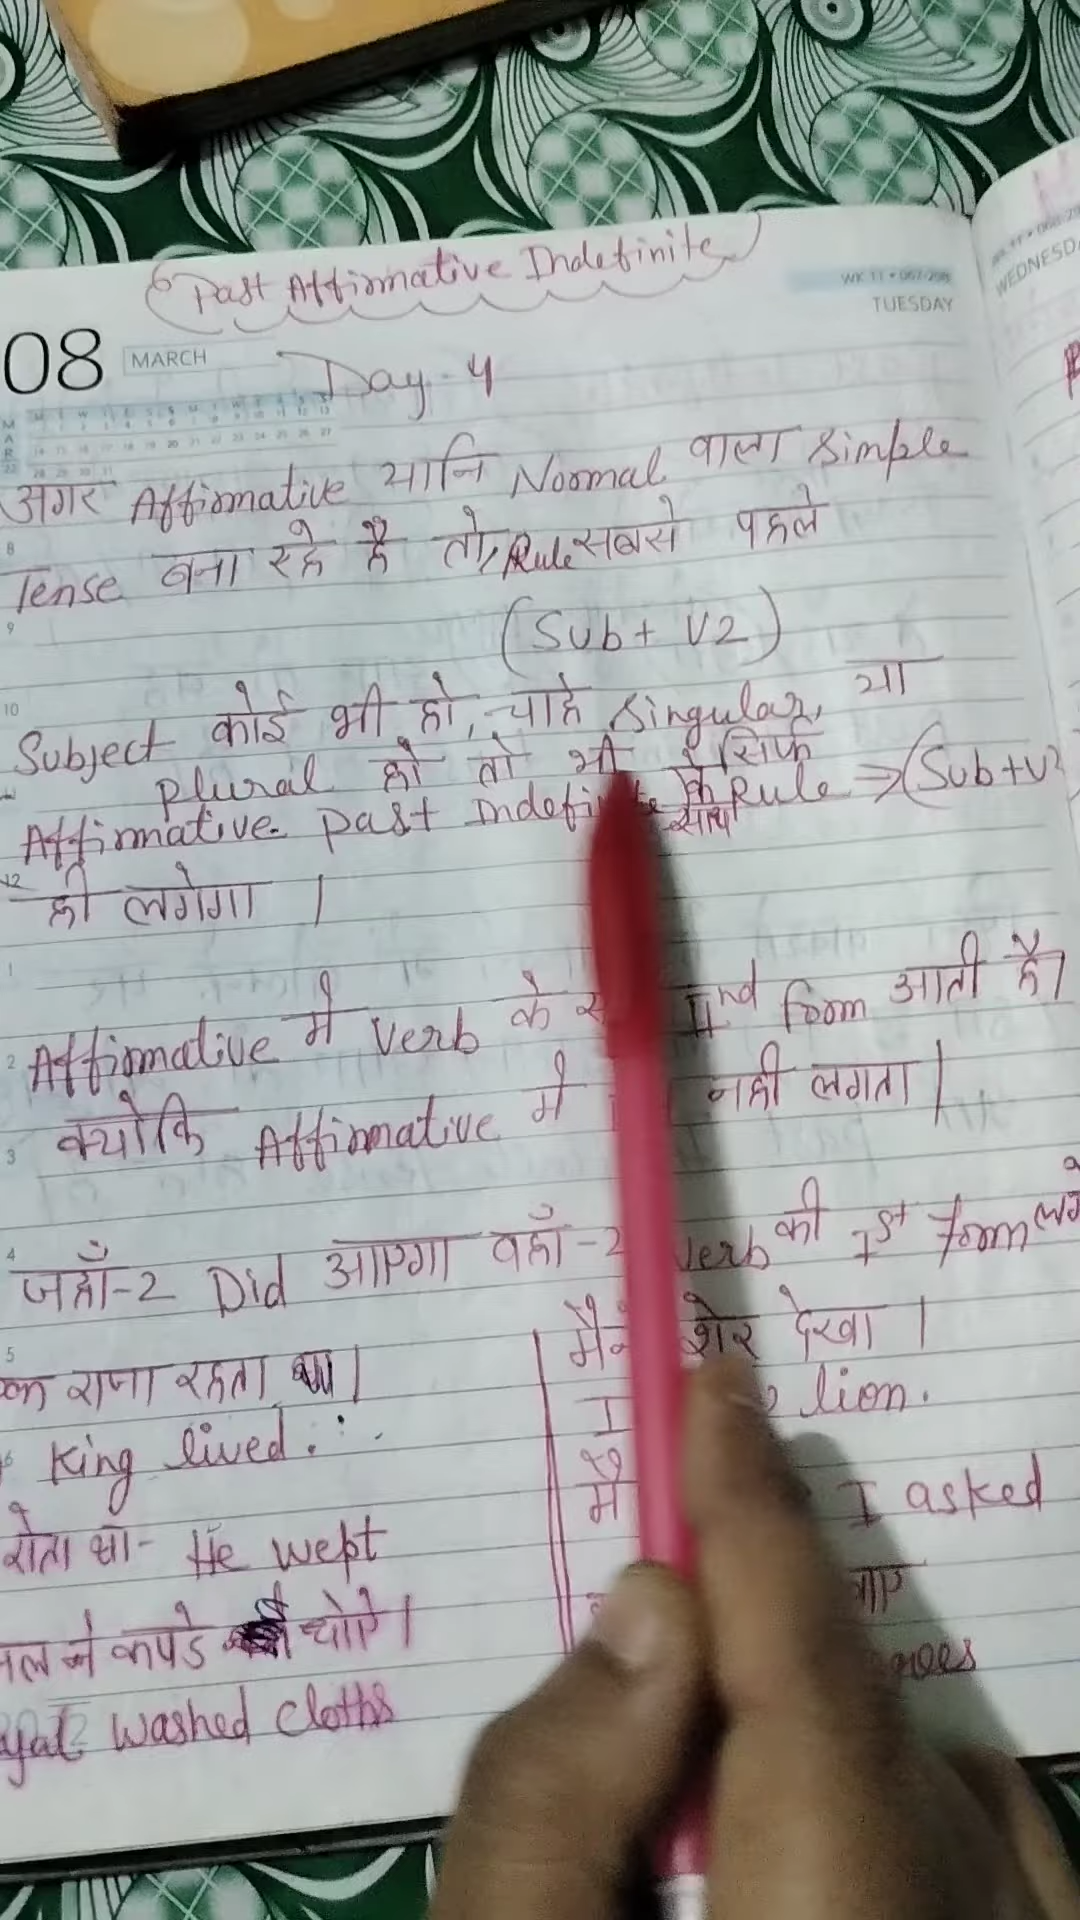 Past Affirmative Indefinite
WK 11 • 067-298
TUESDAY
WEDNESDA
08 MARCH
Day-4
अगर Affirmative यानि Normal वाला simple
Tense बना रहे है तो, Rule सबसे पहले
(Sub + V2)
Subject कोई भी हो, चाहे singular, या
plural हो तो भी सिर्फ
Affirmative past के साथ Rule ⇒ (Sub+V2
ही लगेगा।
Affirmative में verb के IInd form आती है।
क्योकि Affirmative में नही लगता।
जहाँ-2 Did आएगा वहाँ-2 verb की Ist form
राजा रहता था।
King lived.
रोता था- He wept
ने कपडे धोऐ।
washed cloths
शेर देखा।
I lion.
में I asked